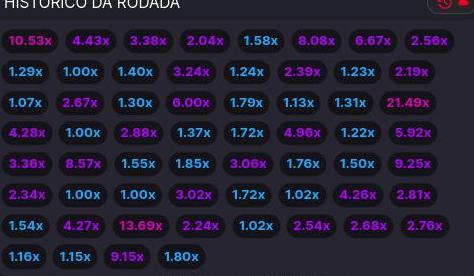 HISTÓRICO DA RODADA
10.53x 4.43x 3.38x 2.04x 1.58x 8.08x 6.67x 2.56x
1.29x 1.00x 1.40x 3.24x 1.24x 2.39x 1.23x 2.19x
1.07x 2.67x 1.30x 6.00x 1.79x 1.13x 1.31x 21.49x
4.28x 1.00x 2.88x 1.37x 1.72x 4.96x 1.22x 5.92x
3.36x 8.57x 1.55x 1.85x 3.06x 1.76x 1.50x 9.25x
2.34x 1.00x 1.00x 3.02x 1.72x 1.02x 4.26x 2.81x
1.54x 4.27x 13.69x 2.24x 1.02x 2.54x 2.68x 2.76x
1.16x 1.15x 9.15x 1.80x